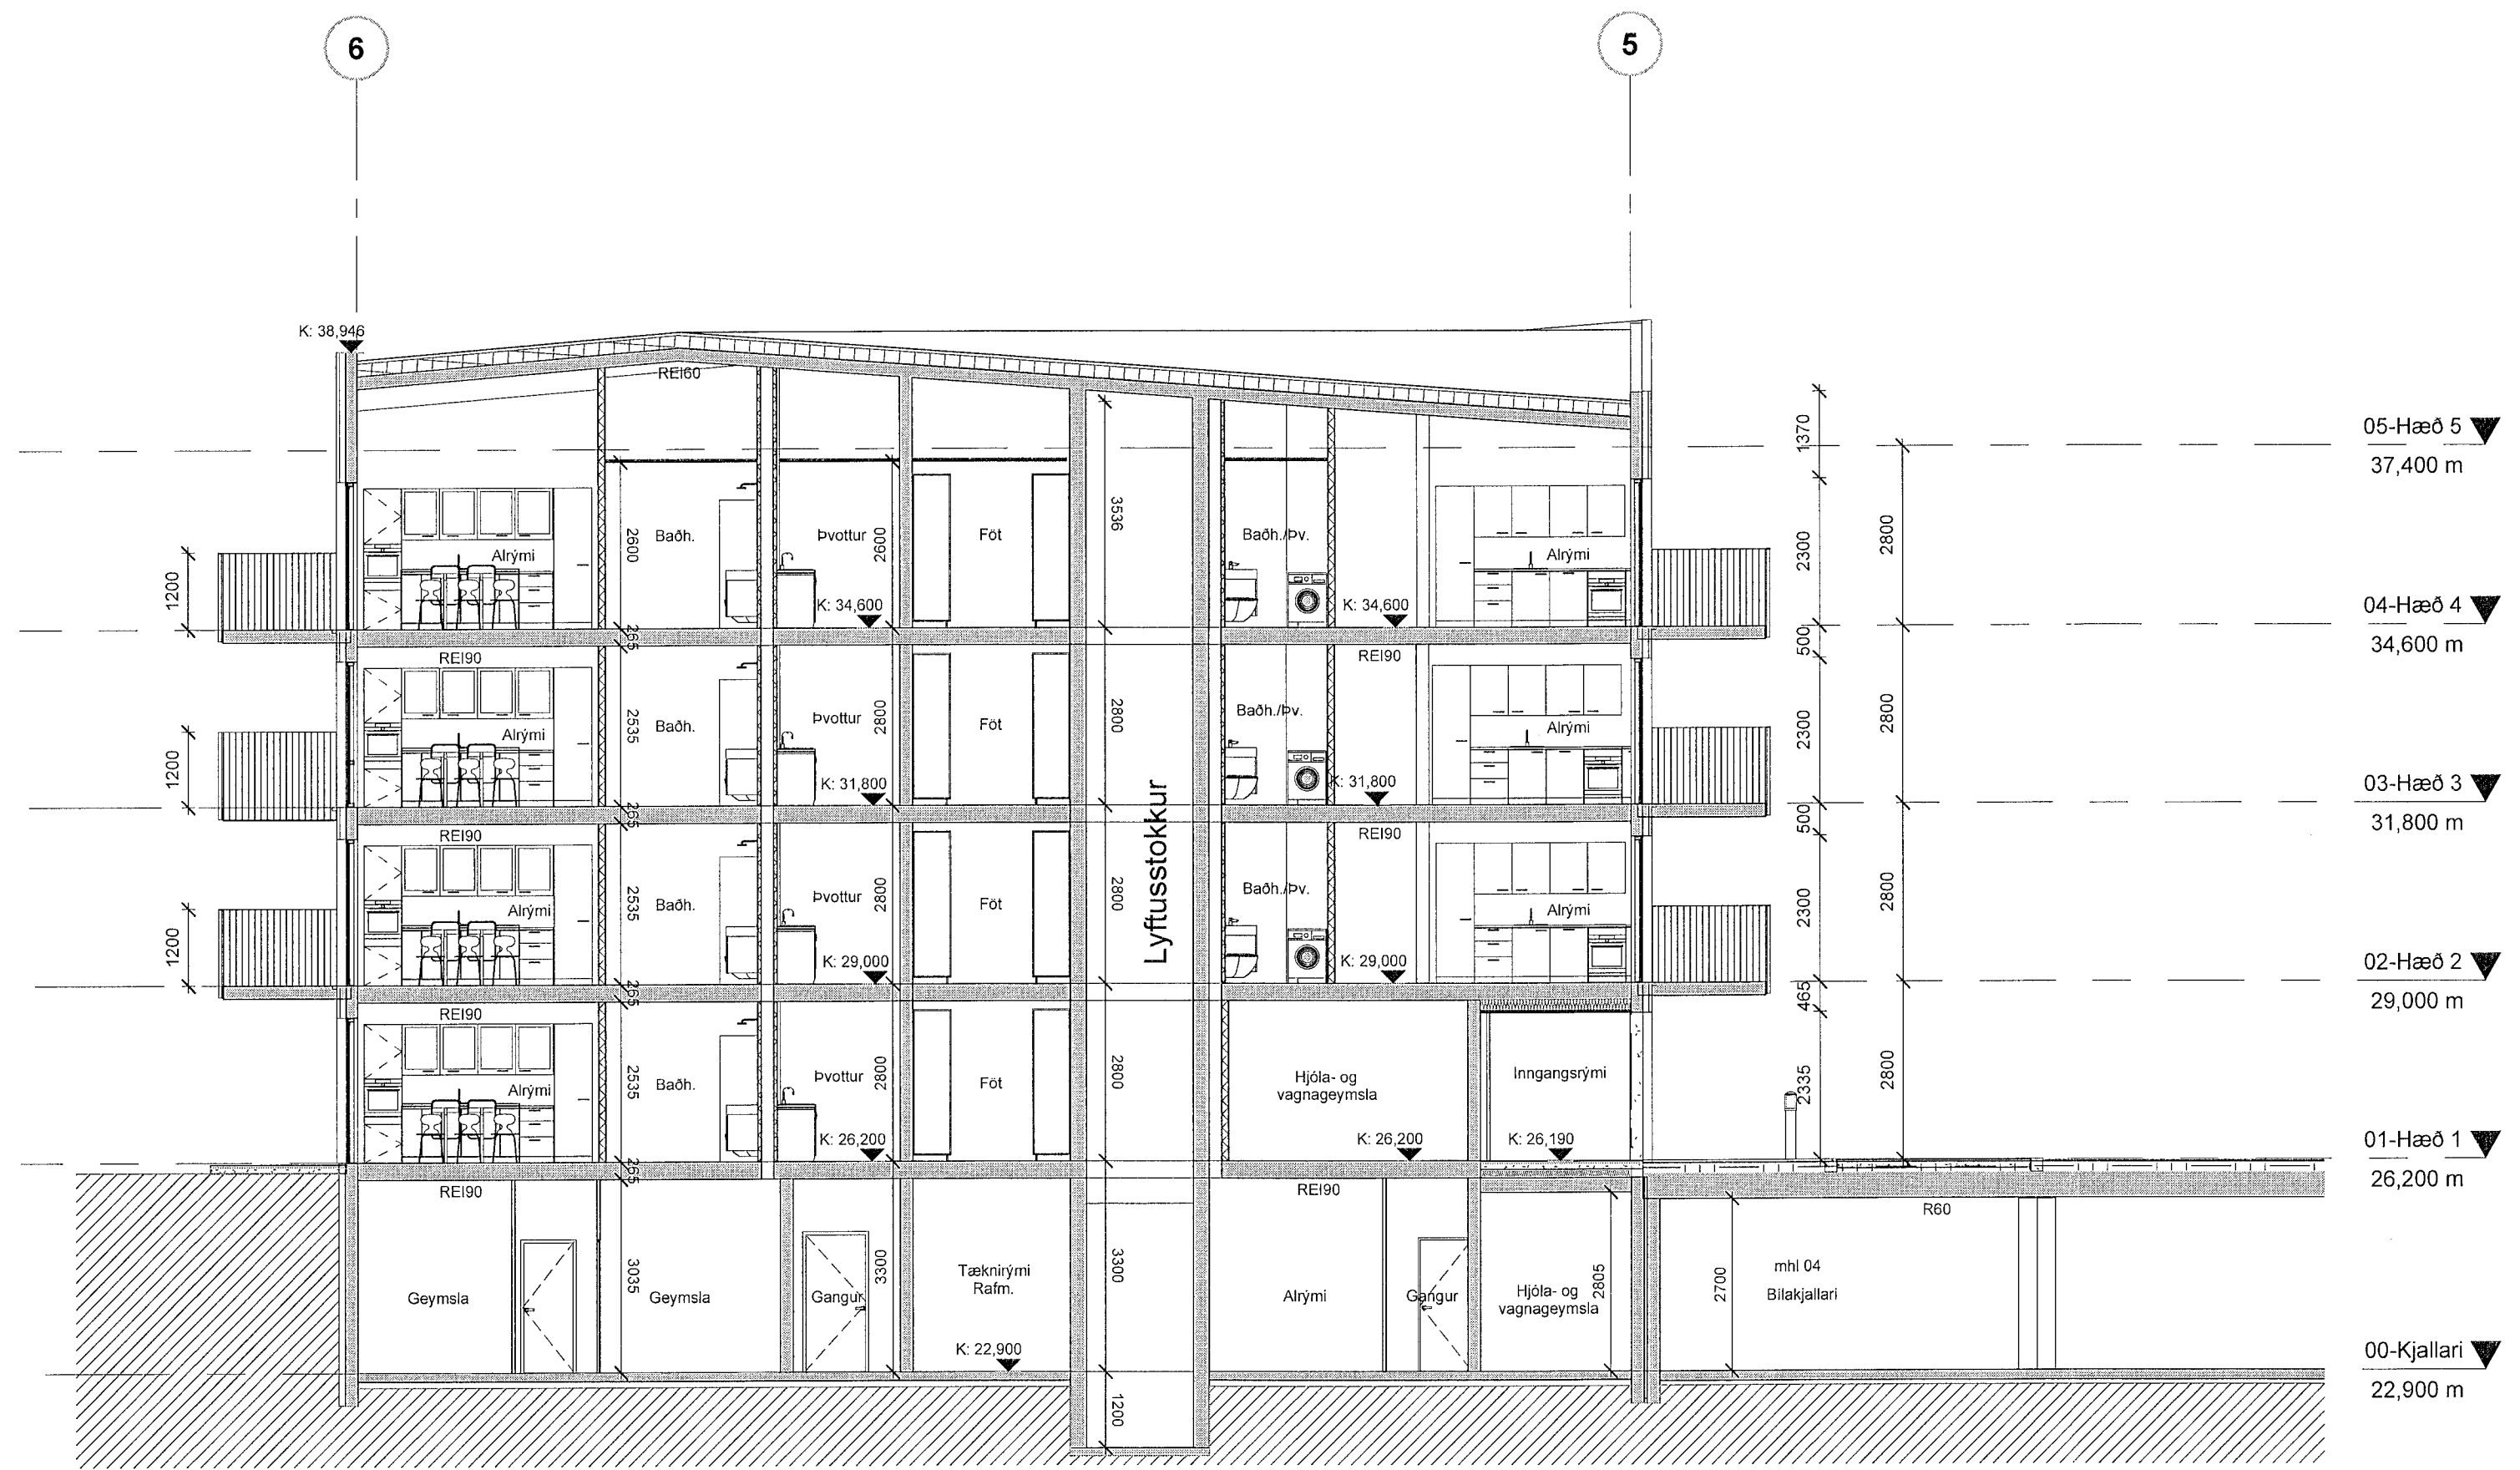 6
5
K: 38,946
REI60
1370
05-Hæð 5
37,400 m
3536
2600
Baðh.
Þvottur
2600
Föt
Baðh./Þv.
Alrými
Alrými
2300
2800
1200
K: 34,600
K: 34,600
04-Hæð 4
34,600 m
265
500
REI90
REI90
2535
Baðh.
Þvottur
2800
Föt
2800
Baðh./Þv.
Alrými
Alrými
2300
2800
1200
K: 31,800
K: 31,800
03-Hæð 3
31,800 m
265
500
REI90
REI90
Lyftusstokkur
2535
Baðh.
Þvottur
2800
Föt
2800
Baðh./Þv.
Alrými
Alrými
2300
2800
1200
K: 29,000
K: 29,000
02-Hæð 2
29,000 m
265
465
REI90
2535
Baðh.
Þvottur
2800
Föt
2800
Hjóla- og
vagnageymsla
Inngangsrými
Alrými
2335
2800
K: 26,200
K: 26,200
K: 26,190
01-Hæð 1
26,200 m
265
REI90
REI90
R60
3035
3300
Tæknirými
Rafm.
3300
2805
2700
mhl 04
Bílakjallari
Geymsla
Geymsla
Gangur
Alrými
Gangur
Hjóla- og
vagnageymsla
K: 22,900
00-Kjallari
22,900 m
1200